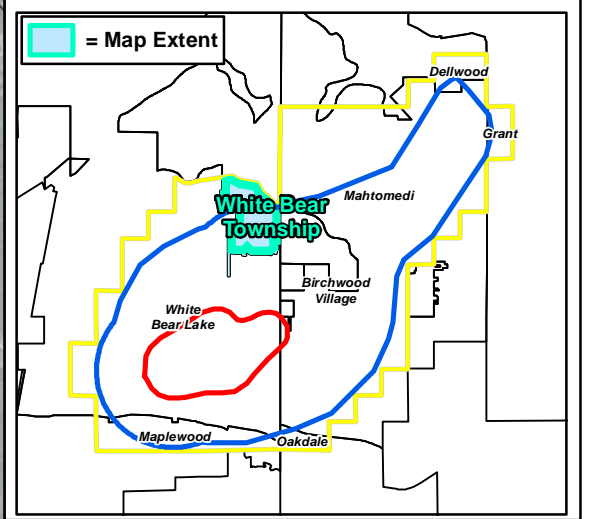 = Map Extent
Dellwood
Grant
Mahtomedi
White Bear
Township
Birchwood
Village
White
Bear Lake
Maplewood
Oakdale